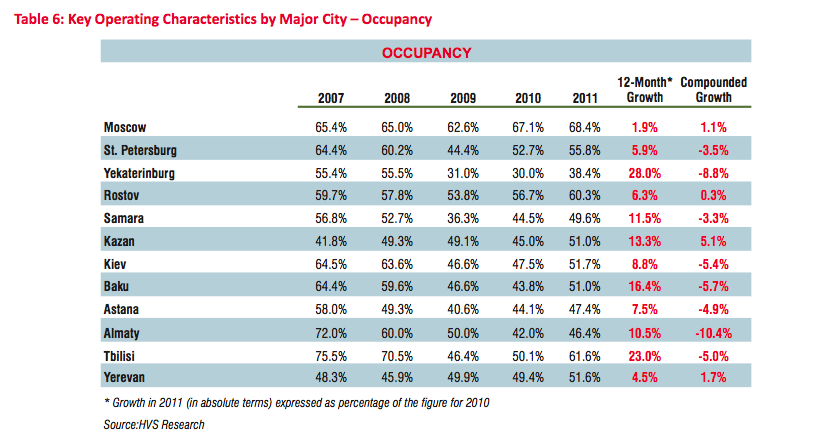 Table 6: Key Operating Characteristics by Major City – Occupancy
OCCUPANCY
12-Month* Compounded
2007 2008 2009 2010 2011 Growth Growth
Moscow 65.4% 65.0% 62.6% 67.1% 68.4% 1.9% 1.1%
St. Petersburg 64.4% 60.2% 44.4% 52.7% 55.8% 5.9% -3.5%
Yekaterinburg 55.4% 55.5% 31.0% 30.0% 38.4% 28.0% -8.8%
Rostov 59.7% 57.8% 53.8% 56.7% 60.3% 6.3% 0.3%
Samara 56.8% 52.7% 36.3% 44.5% 49.6% 11.5% -3.3%
Kazan 41.8% 49.3% 49.1% 45.0% 51.0% 13.3% 5.1%
Kiev 64.5% 63.6% 46.6% 47.5% 51.7% 8.8% -5.4%
Baku 64.4% 59.6% 46.6% 43.8% 51.0% 16.4% -5.7%
Astana 58.0% 49.3% 40.6% 44.1% 47.4% 7.5% -4.9%
Almaty 72.0% 60.0% 50.0% 42.0% 46.4% 10.5% -10.4%
Tbilisi 75.5% 70.5% 46.4% 50.1% 61.6% 23.0% -5.0%
Yerevan 48.3% 45.9% 49.9% 49.4% 51.6% 4.5% 1.7%
* Growth in 2011 (in absolute terms) expressed as percentage of the figure for 2010
Source:HVS Research